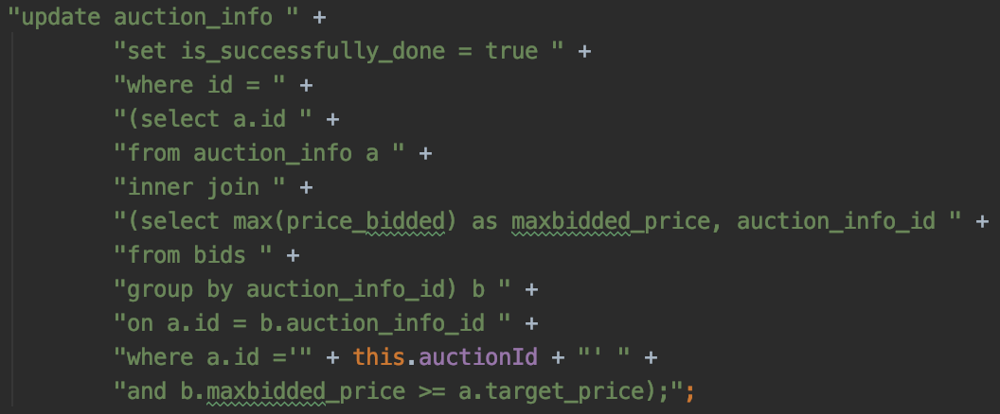 "update auction_info " +
"set is_successfully_done = true " +
"where id = " +
"(select a.id " +
"from auction_info a " +
"inner join " +
"(select max(price_bidded) as maxbidded_price, auction_info_id " +
"from bids " +
"group by auction_info_id) b " +
"on a.id = b.auction_info_id " +
"where a.id ='" + this.auctionId + "' " +
"and b.maxbidded_price >= a.target_price);";